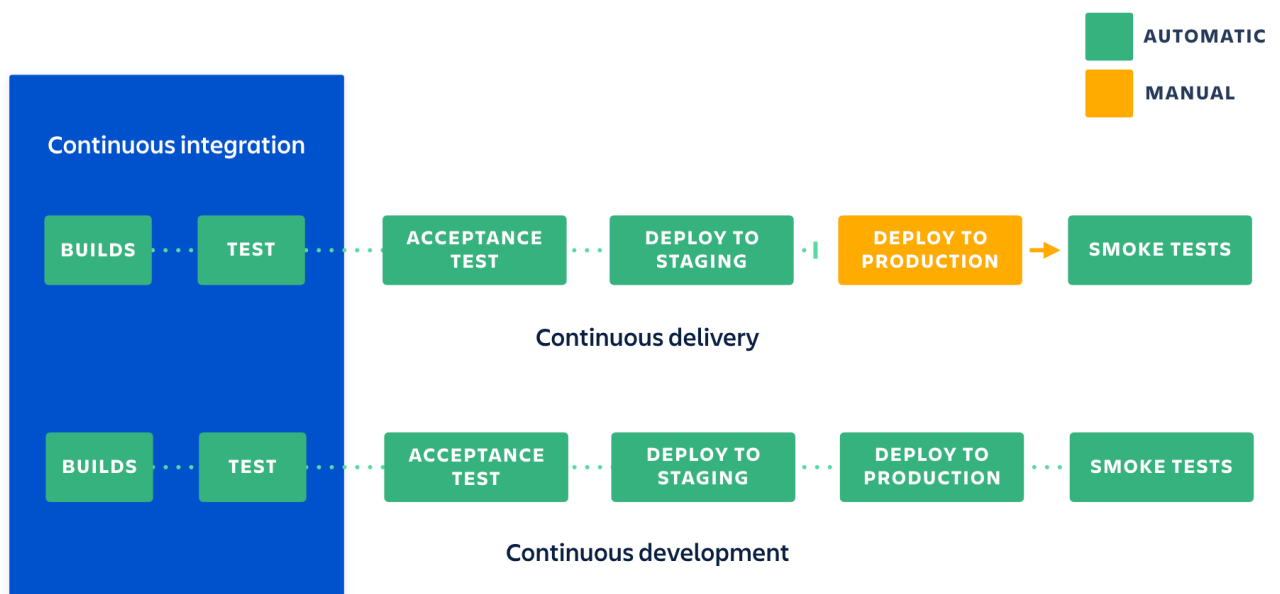 AUTOMATIC
MANUAL
Continuous integration
BUILDS
TEST
ACCEPTANCE
TEST
DEPLOY TO
STAGING
DEPLOY TO
PRODUCTION
SMOKE TESTS
Continuous delivery
BUILDS
TEST
ACCEPTANCE
TEST
DEPLOY TO
STAGING
DEPLOY TO
PRODUCTION
SMOKE TESTS
Continuous development